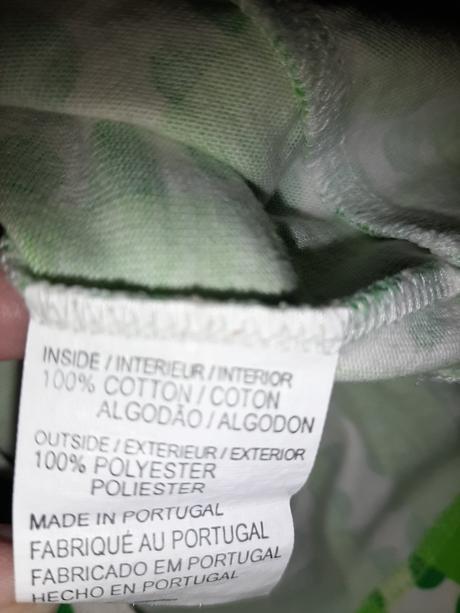 INSIDE / INTERIEUR / INTERIOR
100% COTTON / COTON
ALGODÃO / ALGODON
OUTSIDE / EXTERIEUR / EXTERIOR
100% POLYESTER
POLIESTER
MADE IN PORTUGAL
FABRIQUÉ AU PORTUGAL
FABRICADO EM PORTUGAL
HECHO EN PORTUGAL